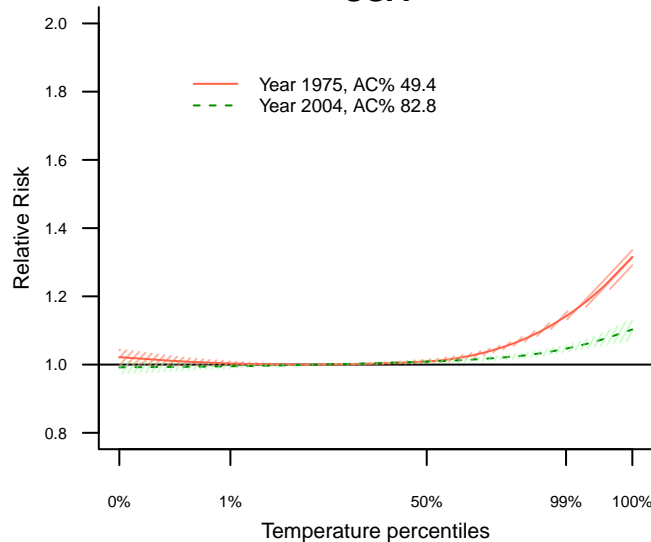 2.0
1.8
1.6
1.4
1.2
1.0
0.8
Relative Risk
Year 1975, AC% 49.4
Year 2004, AC% 82.8
0% 1% 50% 99% 100%
Temperature percentiles